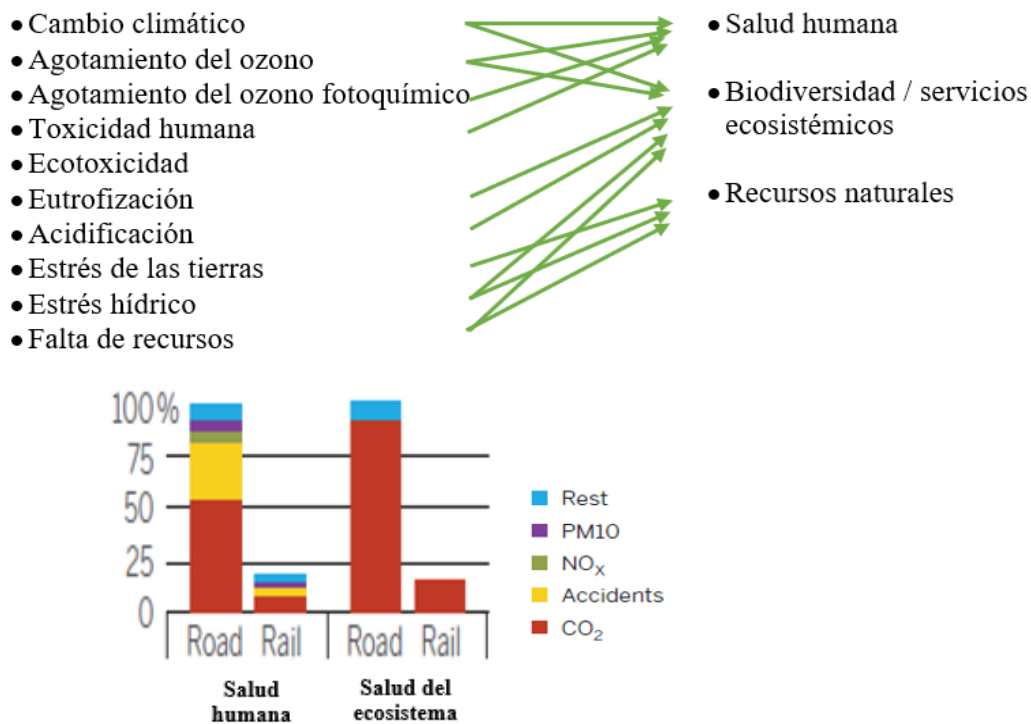 • Cambio climático
• Agotamiento del ozono
• Agotamiento del ozono fotoquímico
• Toxicidad humana
• Ecotoxicidad
• Eutrofización
• Acidificación
• Estrés de las tierras
• Estrés hídrico
• Falta de recursos
• Salud humana
• Biodiversidad / servicios
ecosistémicos
• Recursos naturales
100%
75
50
25
0
Road Rail Road Rail
Salud
humana
Salud del
ecosistema
Rest
PM10
NOx
Accidents
CO2